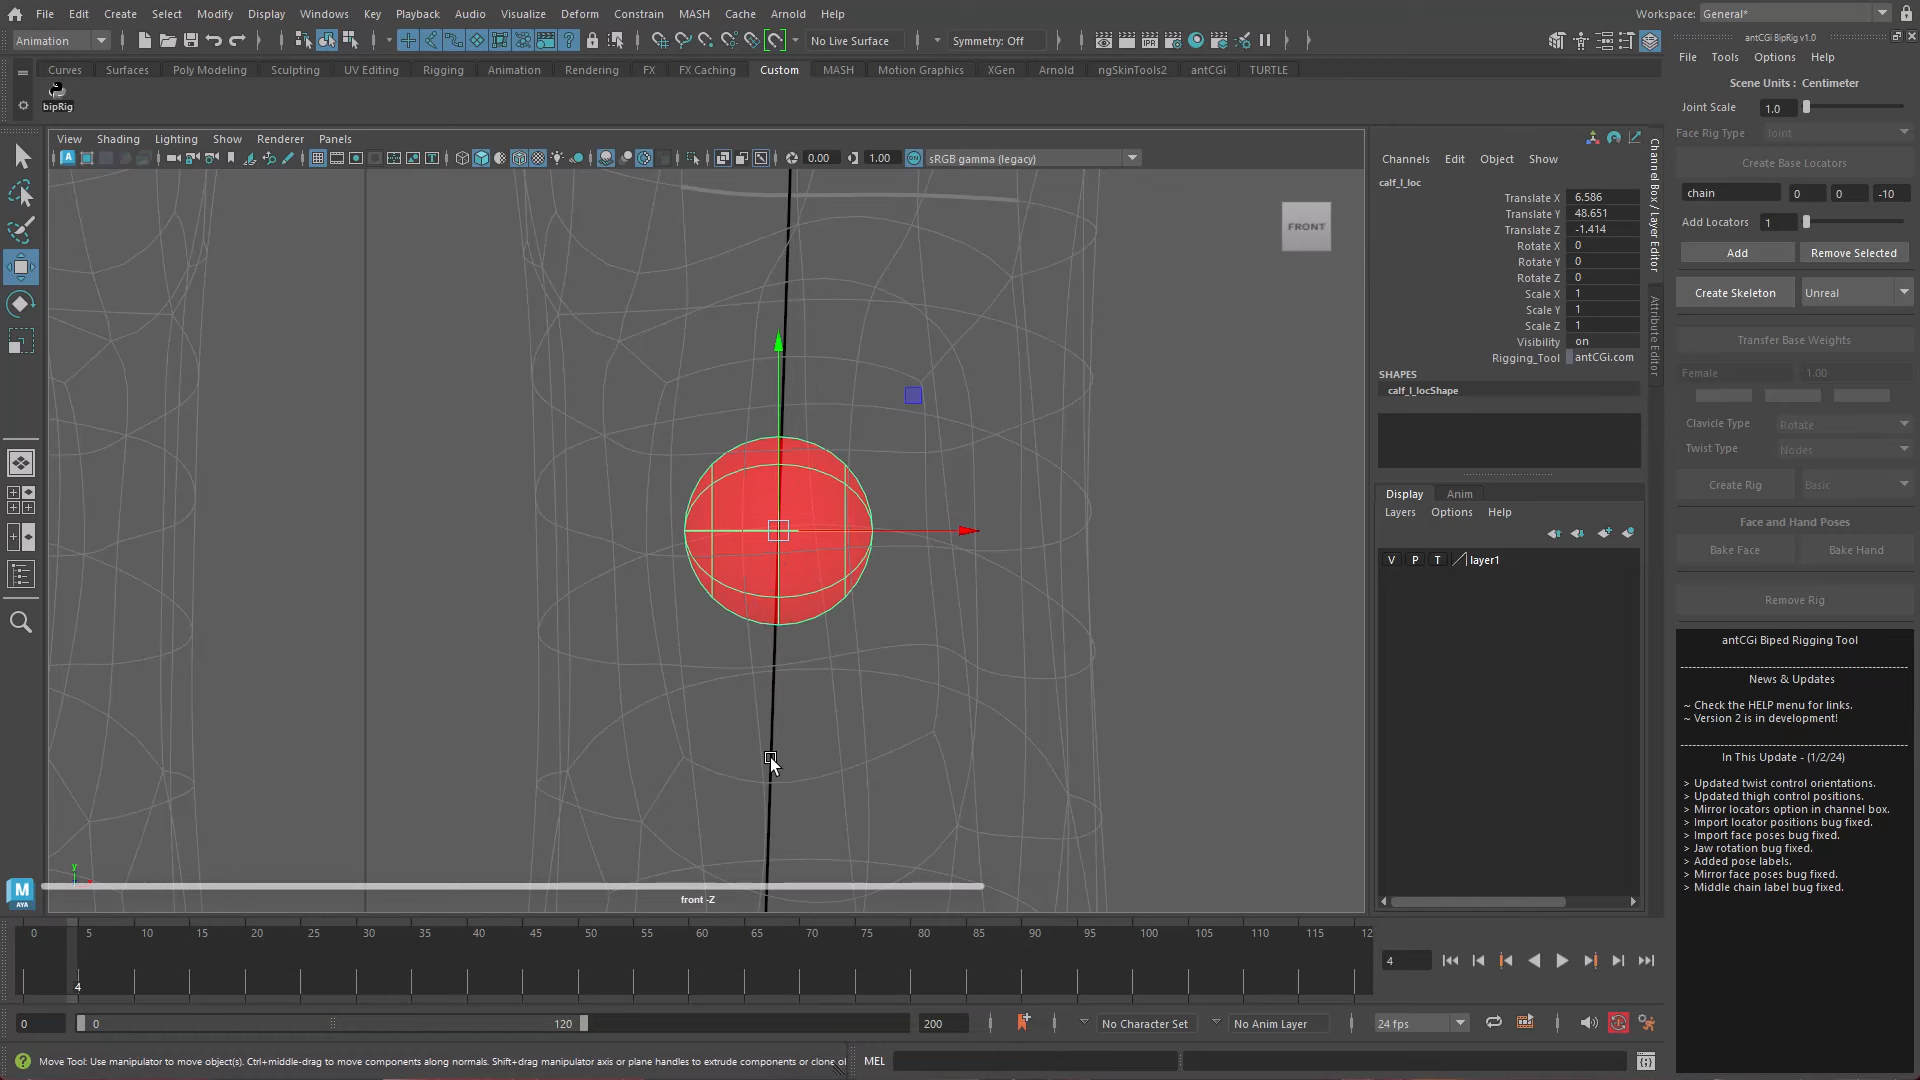 File Edit Create Select Modify Display Windows Key Playback Audio Visualize Deform Constrain MASH Cache Arnold Help
Workspace: General*
Animation
No Live Surface
Symmetry: Off
IPR
antCGi BipRig v1.0
File Tools Options Help
Curves Surfaces Poly Modeling Sculpting UV Editing Rigging Animation Rendering FX FX Caching Custom MASH Motion Graphics XGen Arnold ngSkinTools2 antCGi TURTLE
bipRig
Scene Units : Centimeter
Joint Scale 1.0
Face Rig Type Joint
Create Base Locators
chain 0 0 -10
Add Locators 1
Add Remove Selected
Create Skeleton Unreal
Transfer Base Weights
Female 1.00
Clavicle Type Rotate
Twist Type Nodes
Create Rig Basic
Face and Hand Poses
Bake Face Bake Hand
Remove Rig
View Shading Lighting Show Renderer Panels
0.00 1.00 ON sRGB gamma (legacy)
FRONT
y
front -Z
Channels Edit Object Show
calf_l_loc
Translate X 6.586
Translate Y 48.651
Translate Z -1.414
Rotate X 0
Rotate Y 0
Rotate Z 0
Scale X 1
Scale Y 1
Scale Z 1
Visibility on
Rigging_Tool antCGi.com
SHAPES
calf_l_locShape
Channel Box / Layer Editor
Attribute Editor
Display Anim
Layers Options Help
V P T layer1
antCGi Biped Rigging Tool
News & Updates
~ Check the HELP menu for links.
~ Version 2 is in development!
In This Update - (1/2/24)
> Updated twist control orientations.
> Updated thigh control positions.
> Mirror locators option in channel box.
> Import locator positions bug fixed.
> Import face poses bug fixed.
> Jaw rotation bug fixed.
> Added pose labels.
> Mirror face poses bug fixed.
> Middle chain label bug fixed.
M
AYA
0 5 10 15 20 25 30 35 40 45 50 55 60 65 70 75 80 85 90 95 100 105 110 115 12
4
4
0 0 120 200
No Character Set
No Anim Layer
24 fps
Move Tool: Use manipulator to move object(s). Ctrl+middle-drag to move components along normals. Shift+drag manipulator axis or plane handles to extrude components or clone ob
MEL